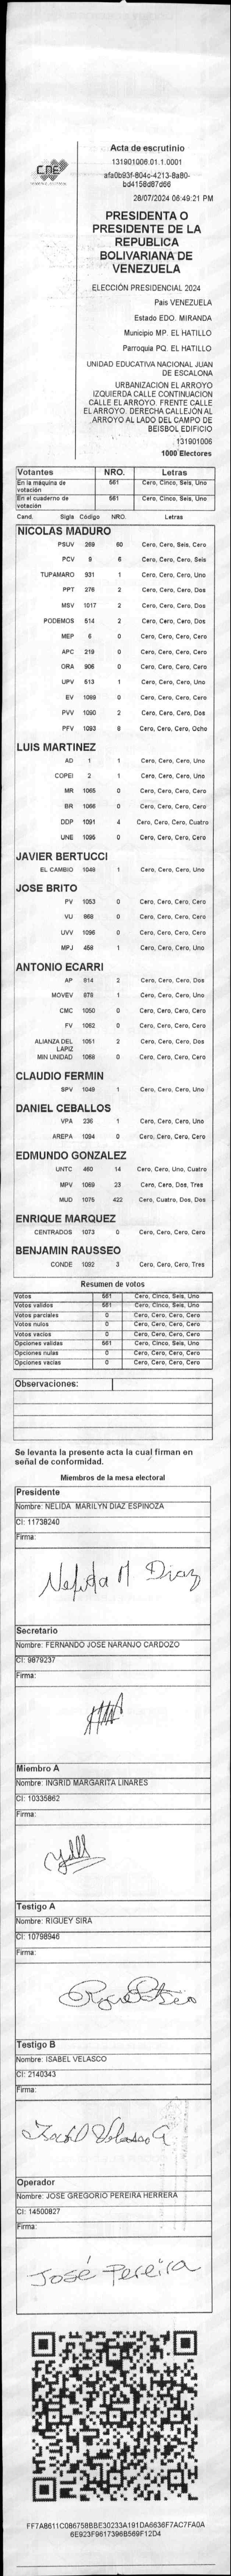 CNE
Acta de escrutinio
131901006.01.1.0001
afa0b93f-804c-4213-8a80-
bd4158d87d66
28/07/2024 06:49:21 PM
PRESIDENTA O
PRESIDENTE DE LA
REPUBLICA
BOLIVARIANA DE
VENEZUELA
ELECCIÓN PRESIDENCIAL 2024
Pais VENEZUELA
Estado EDO. MIRANDA
Municipio MP. EL HATILLO
Parroquia PQ. EL HATILLO
UNIDAD EDUCATIVA NACIONAL JUAN
DE ESCALONA
URBANIZACION EL ARROYO
IZQUIERDA CALLE CONTINUACION
CALLE EL ARROYO. FRENTE CALLE
EL ARROYO. DERECHA CALLEJÓN AL
ARROYO AL LADO DEL CAMPO DE
BEISBOL EDIFICIO
131901006
1000 Electores
Votantes NRO. Letras
En la máquina de votación 561 Cero, Cinco, Seis, Uno
En el cuaderno de votación 561 Cero, Cinco, Seis, Uno
Cand. Sigla Código NRO. Letras
NICOLAS MADURO
PSUV 269 60 Cero, Cero, Seis, Cero
PCV 9 6 Cero, Cero, Cero, Seis
TUPAMARO 931 1 Cero, Cero, Cero, Uno
PPT 276 2 Cero, Cero, Cero, Dos
MSV 1017 2 Cero, Cero, Cero, Dos
PODEMOS 514 2 Cero, Cero, Cero, Dos
MEP 6 0 Cero, Cero, Cero, Cero
APC 219 0 Cero, Cero, Cero, Cero
ORA 906 0 Cero, Cero, Cero, Cero
UPV 513 1 Cero, Cero, Cero, Uno
EV 1089 0 Cero, Cero, Cero, Cero
PVV 1090 2 Cero, Cero, Cero, Dos
PFV 1093 8 Cero, Cero, Cero, Ocho
LUIS MARTINEZ
AD 1 1 Cero, Cero, Cero, Uno
COPEI 2 1 Cero, Cero, Cero, Uno
MR 1065 0 Cero, Cero, Cero, Cero
BR 1066 0 Cero, Cero, Cero, Cero
DDP 1091 4 Cero, Cero, Cero, Cuatro
UNE 1095 0 Cero, Cero, Cero, Cero
JAVIER BERTUCCI
EL CAMBIO 1048 1 Cero, Cero, Cero, Uno
JOSE BRITO
PV 1053 0 Cero, Cero, Cero, Cero
VU 868 0 Cero, Cero, Cero, Cero
UVV 1096 0 Cero, Cero, Cero, Cero
MPJ 458 1 Cero, Cero, Cero, Uno
ANTONIO ECARRI
AP 814 2 Cero, Cero, Cero, Dos
MOVEV 878 1 Cero, Cero, Cero, Uno
CMC 1050 0 Cero, Cero, Cero, Cero
FV 1062 0 Cero, Cero, Cero, Cero
ALIANZA DEL LAPIZ 1051 2 Cero, Cero, Cero, Dos
MIN UNIDAD 1068 0 Cero, Cero, Cero, Cero
CLAUDIO FERMIN
SPV 1049 1 Cero, Cero, Cero, Uno
DANIEL CEBALLOS
VPA 236 1 Cero, Cero, Cero, Uno
AREPA 1094 0 Cero, Cero, Cero, Cero
EDMUNDO GONZALEZ
UNTC 460 14 Cero, Cero, Uno, Cuatro
MPV 1069 23 Cero, Cero, Dos, Tres
MUD 1075 422 Cero, Cuatro, Dos, Dos
ENRIQUE MARQUEZ
CENTRADOS 1073 0 Cero, Cero, Cero, Cero
BENJAMIN RAUSSEO
CONDE 1092 3 Cero, Cero, Cero, Tres
Resumen de votos
Votos 561 Cero, Cinco, Seis, Uno
Votos validos 561 Cero, Cinco, Seis, Uno
Votos parciales 0 Cero, Cero, Cero, Cero
Votos nulos 0 Cero, Cero, Cero, Cero
Votos vacios 0 Cero, Cero, Cero, Cero
Opciones validas 561 Cero, Cinco, Seis, Uno
Opciones nulas 0 Cero, Cero, Cero, Cero
Opciones vacias 0 Cero, Cero, Cero, Cero
Observaciones:
Se levanta la presente acta la cual firman en
señal de conformidad.
Miembros de la mesa electoral
Presidente
Nombre: NELIDA MARILYN DIAZ ESPINOZA
CI: 11738240
Firma:
Nelida M Diaz
Secretario
Nombre: FERNANDO JOSE NARANJO CARDOZO
CI: 9879237
Firma:
Miembro A
Nombre: INGRID MARGARITA LINARES
CI: 10335862
Firma:
Testigo A
Nombre: RIGUEY SIRA
CI: 10798946
Firma:
Testigo B
Nombre: ISABEL VELASCO
CI: 2140343
Firma:
Isabel Velasco
Operador
Nombre: JOSE GREGORIO PEREIRA HERRERA
CI: 14500827
Firma:
José Pereira
FF7A8611C086758BBE30233A191DA6636F7AC7FA0A
6E923F9617396B569F12D4